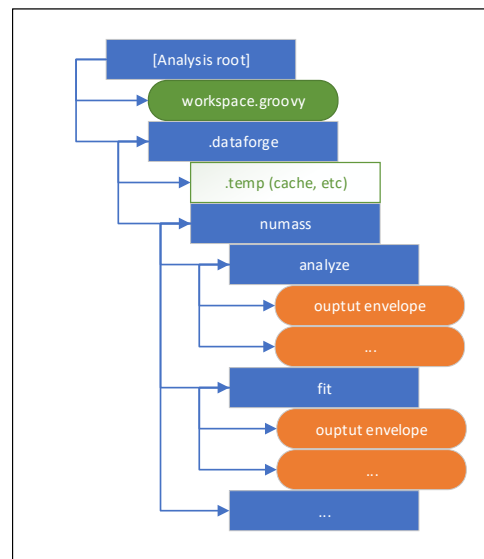 [Analysis root]
workspace.groovy
.dataforge
.temp (cache, etc)
numass
analyze
ouptut envelope
...
fit
ouptut envelope
...
...